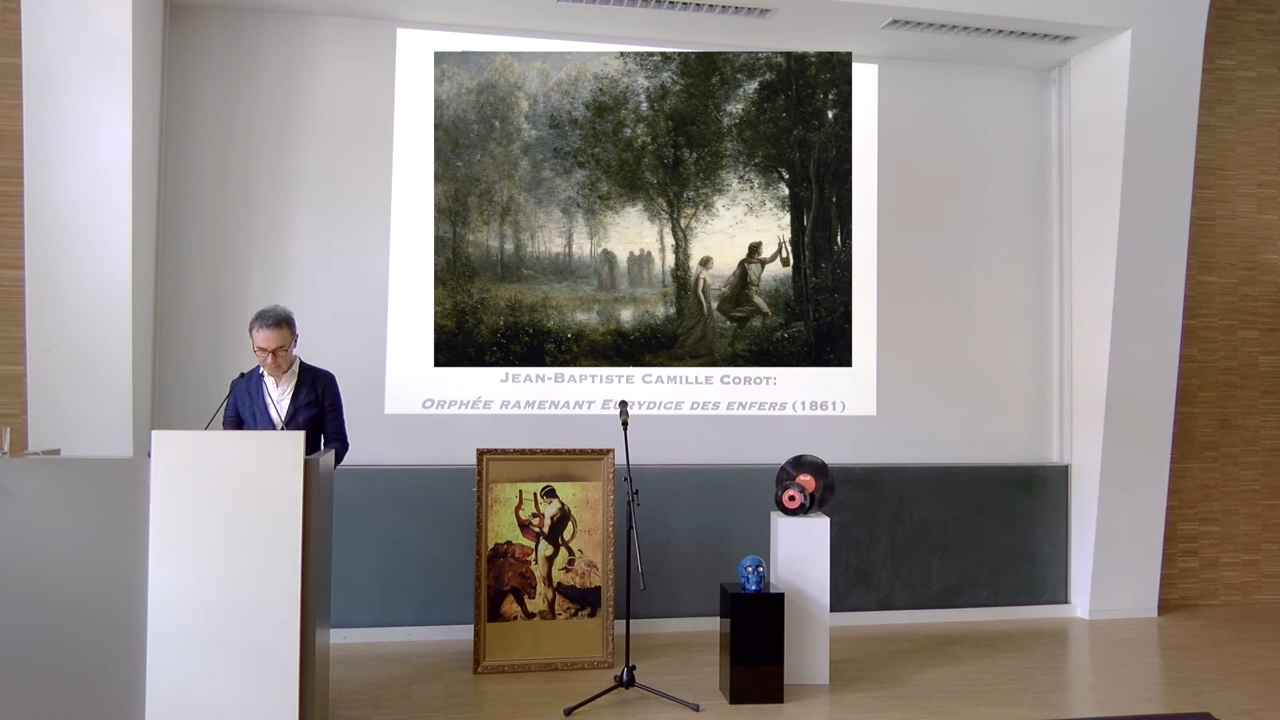 Jean-Baptiste Camille Corot:
Orphée ramenant Eurydice des enfers (1861)